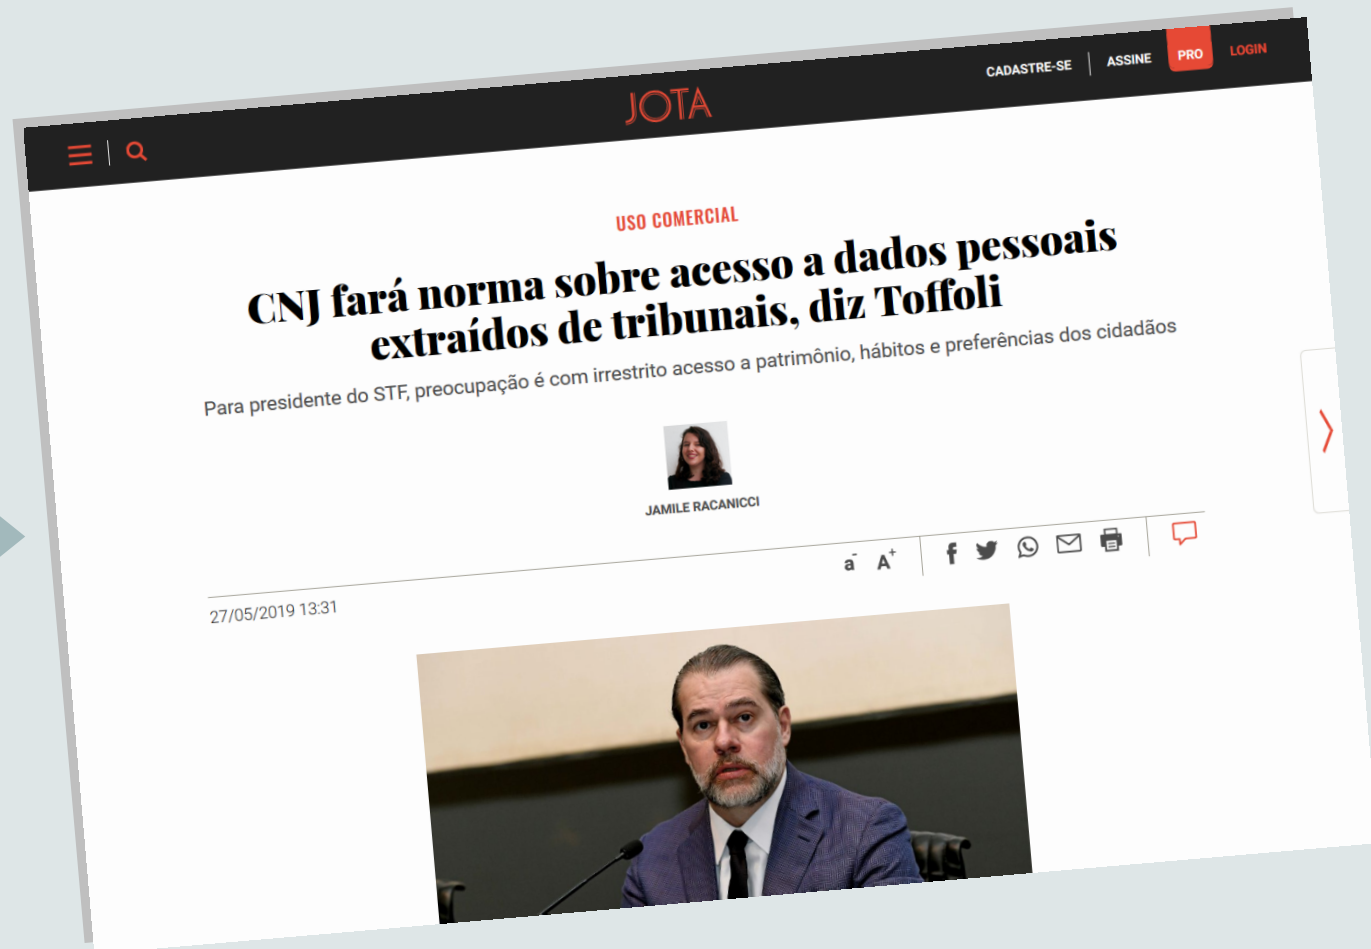 CADASTRE-SE
ASSINE
PRO
LOGIN
JOTA
USO COMERCIAL
CNJ fará norma sobre acesso a dados pessoais
extraídos de tribunais, diz Toffoli
Para presidente do STF, preocupação é com irrestrito acesso a patrimônio, hábitos e preferências dos cidadãos
JAMILE RACANICCI
a- A+
27/05/2019 13:31